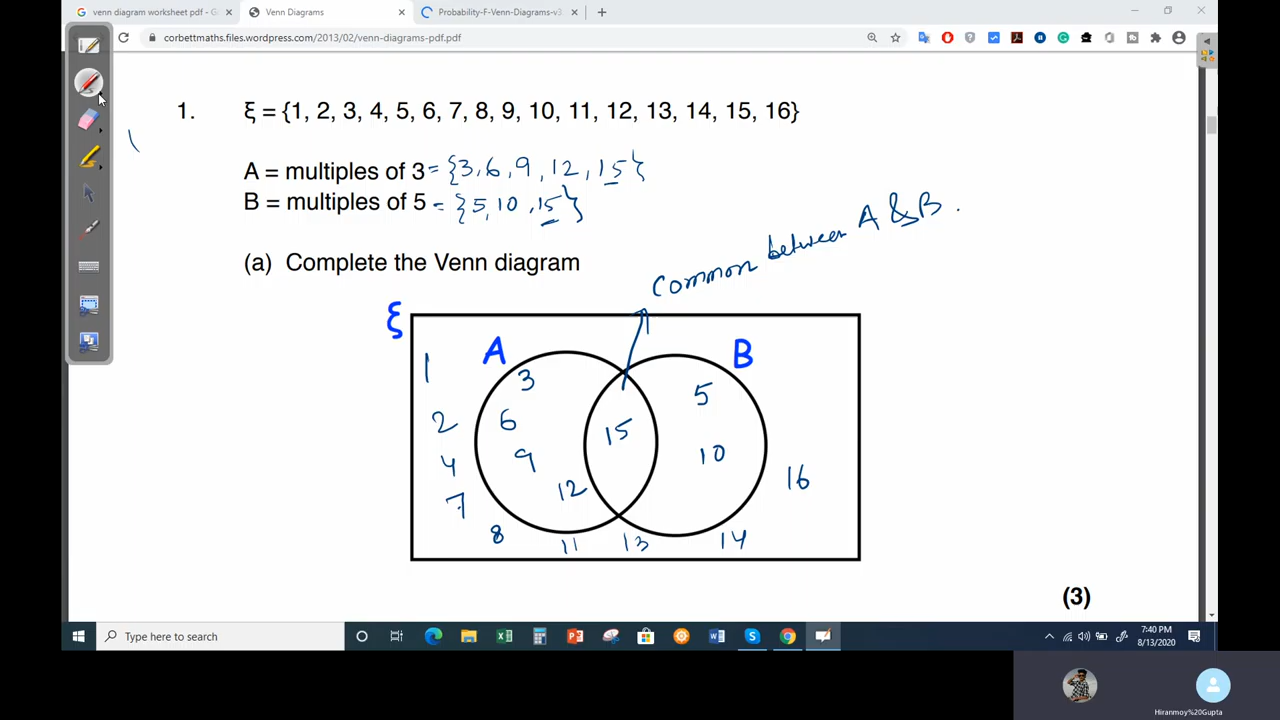 venn diagram worksheet pdf - G
Venn Diagrams
Probability-F-Venn-Diagrams-v3
corbettmaths.files.wordpress.com/2013/02/venn-diagrams-pdf.pdf
1. ξ = {1, 2, 3, 4, 5, 6, 7, 8, 9, 10, 11, 12, 13, 14, 15, 16}
A = multiples of 3 = {3, 6, 9, 12, 15}
B = multiples of 5 = {5, 10, 15}
Common between A & B.
(a) Complete the Venn diagram
ξ
A B
1 3 5
2 6 15
4 9 10
7 12 16
8 11 13 14
(3)
Type here to search
7:40 PM
8/13/2020
Hiranmoy%20Gupta